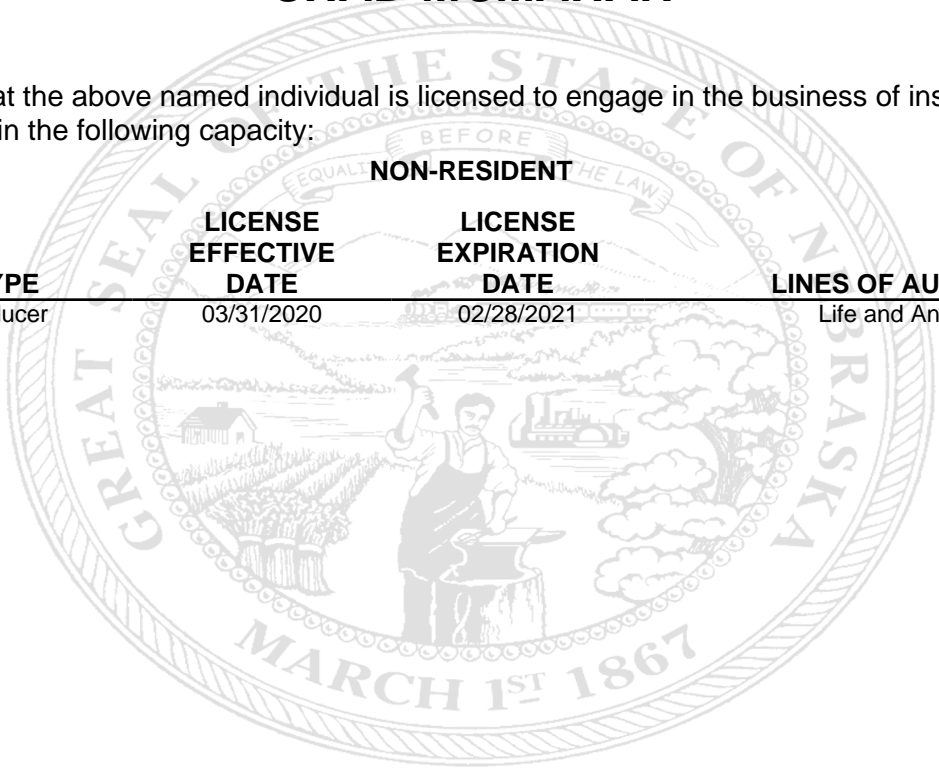 at the above named individual is licensed to engage in the business of ins
in the following capacity:
NON-RESIDENT
LICENSE LICENSE
EFFECTIVE EXPIRATION
YPE DATE DATE LINES OF AU
ucer 03/31/2020 02/28/2021 Life and An
GREAT SEAL OF THE STATE OF NEBRASKA
EQUALITY BEFORE THE LAW
MARCH 1ST 1867